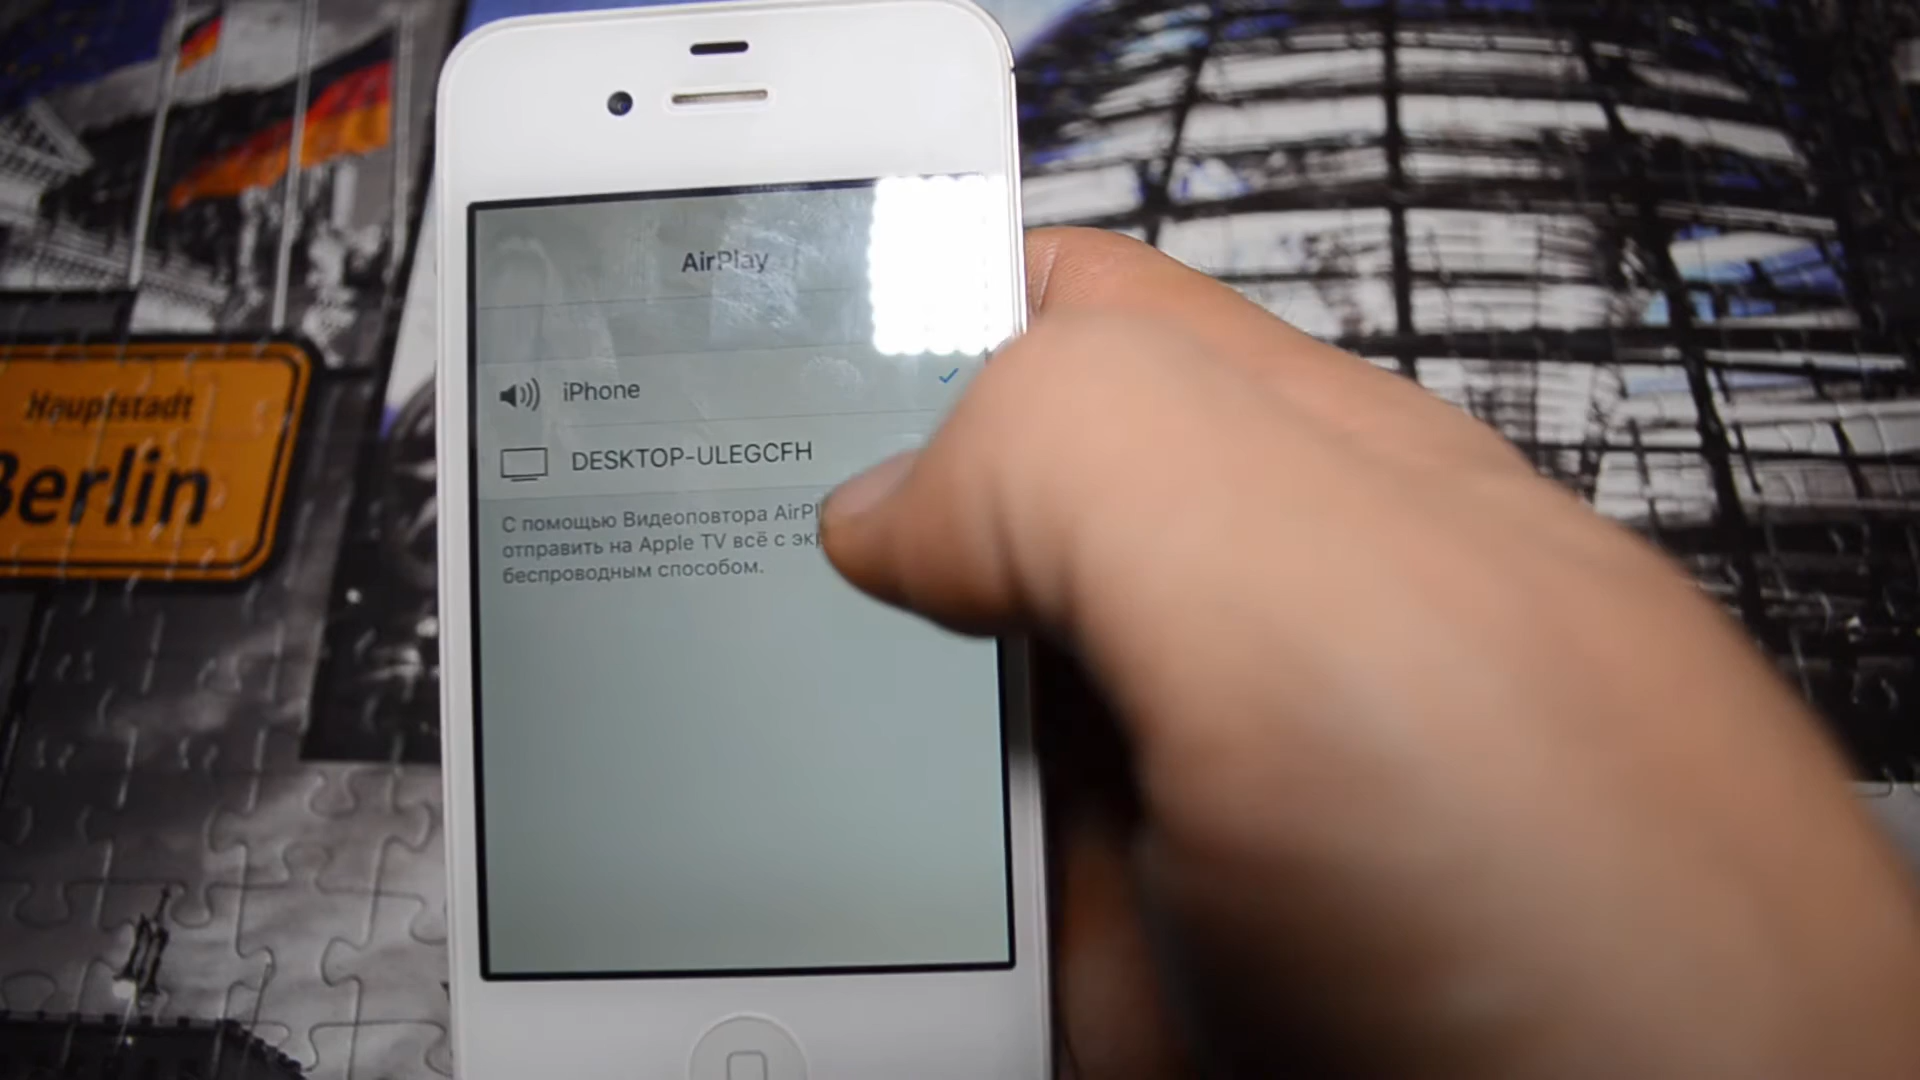 AirPlay
iPhone
DESKTOP-ULEGCFH
С помощью Видеоповтора
отправить на Apple TV всё с
беспроводным способом.
Hauptstadt
Berlin